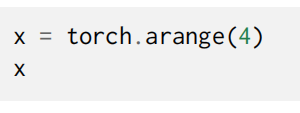 x = torch.arange(4)
x